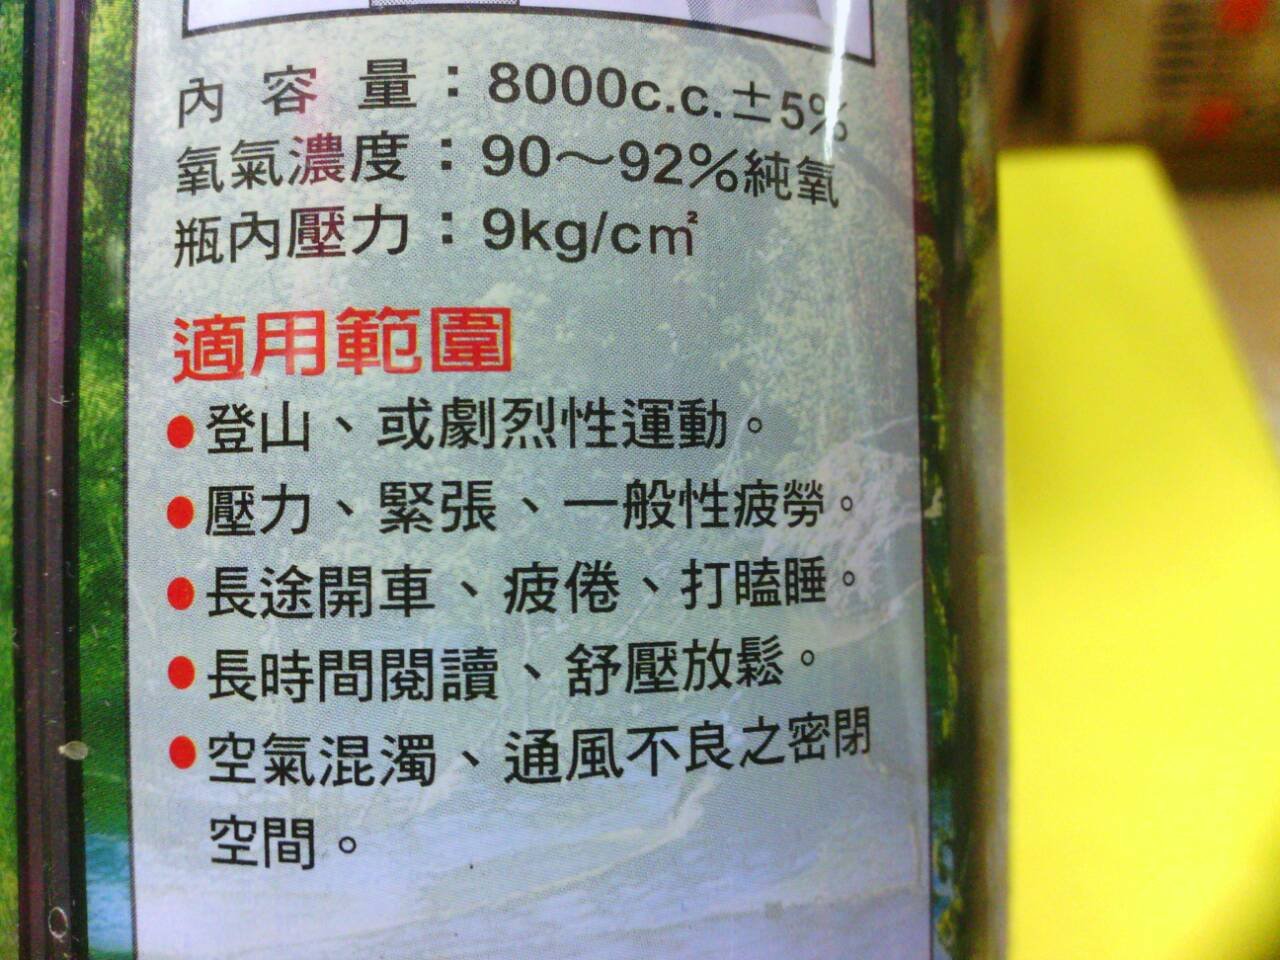 內容量：8000c.c.±5%
氧氣濃度：90～92%純氧
瓶內壓力：9kg/cm²
適用範圍
●登山、或劇烈性運動。
●壓力、緊張、一般性疲勞。
●長途開車、疲倦、打瞌睡。
●長時間閱讀、舒壓放鬆。
●空氣混濁、通風不良之密閉
空間。